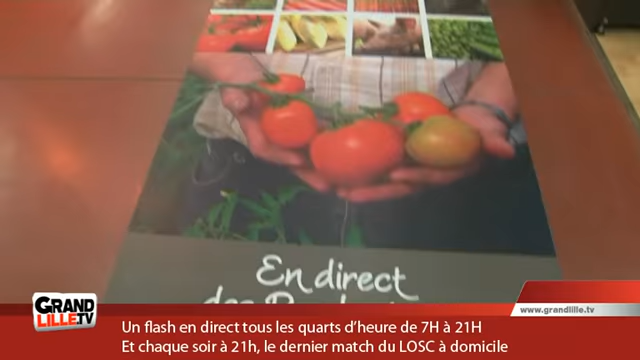 En direct
GRAND
LILLE.TV
www.grandlille.tv
Un flash en direct tous les quarts d'heure de 7H à 21H
Et chaque soir à 21h, le dernier match du LOSC à domicile